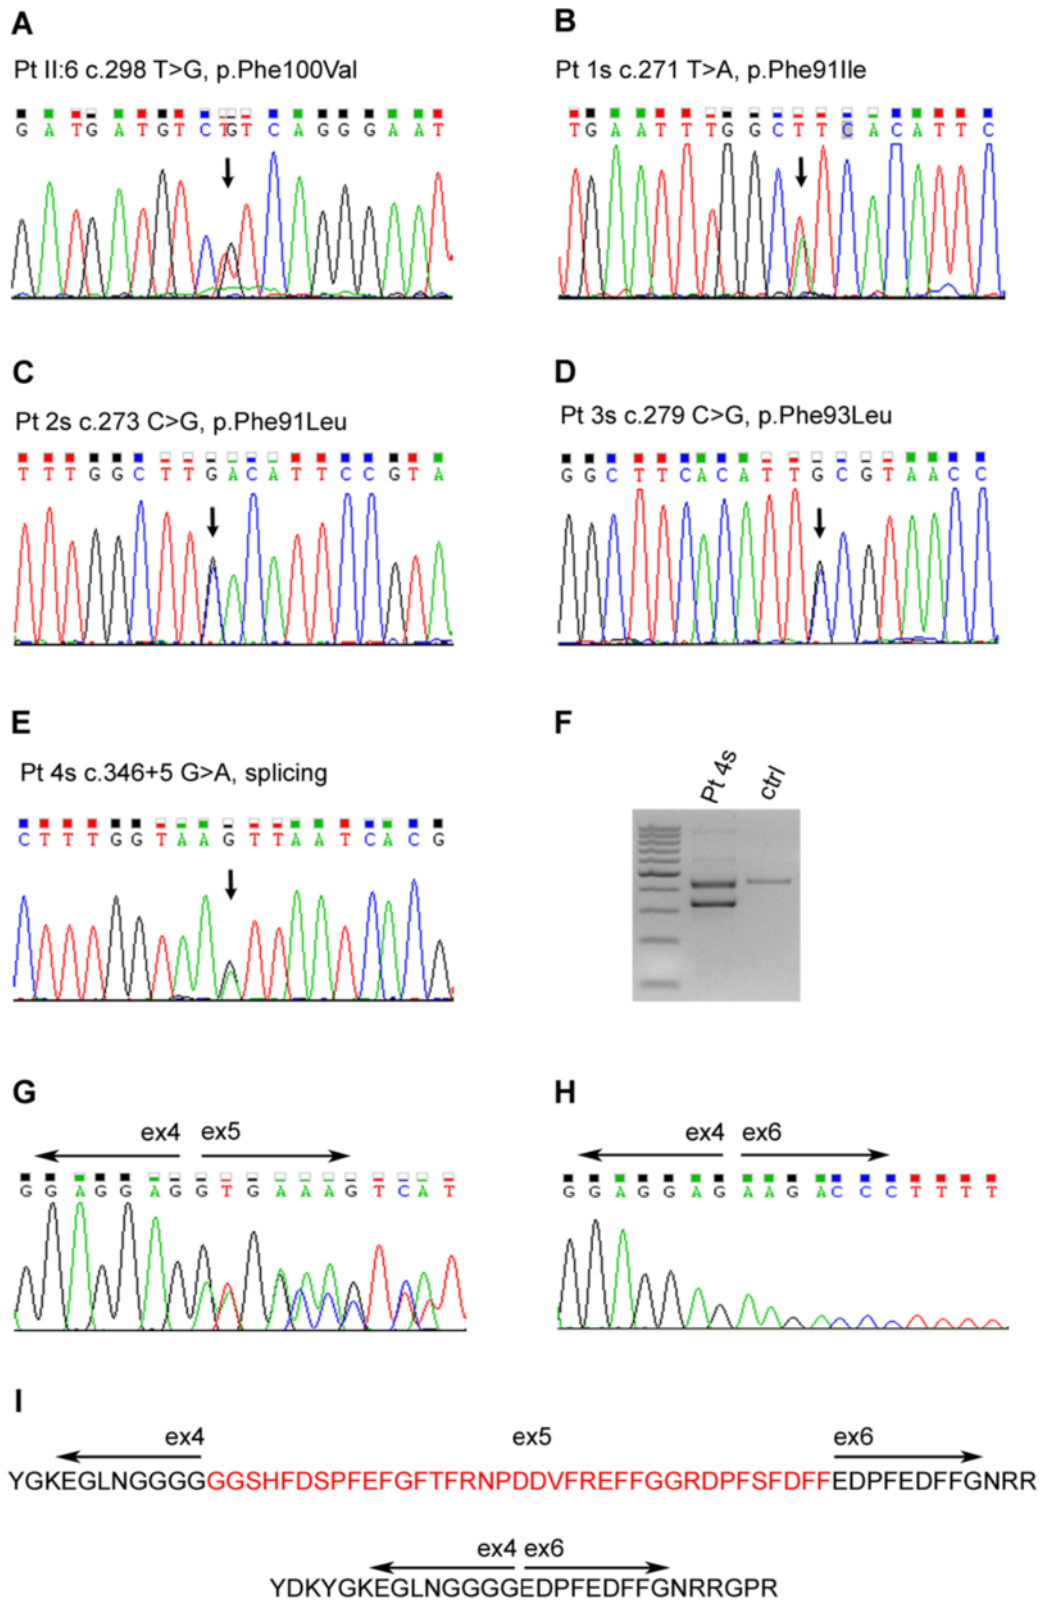 A
Pt II:6 c.298 T>G, p.Phe100Val
G A T G A T G T C T G T C A G G G A A T
B
Pt 1s c.271 T>A, p.Phe91Ile
T G A A T T T G G C T T C A C A T T C
C
Pt 2s c.273 C>G, p.Phe91Leu
T T T G G C T T G A C A T T C C G T A
D
Pt 3s c.279 C>G, p.Phe93Leu
G G C T T C A C A T T G C G T A A C C
E
Pt 4s c.346+5 G>A, splicing
C T T T G G T A A G T T A A T C A C G
F
Pt 4s
ctrl
G
ex4 ex5
G G A G G A G G T G A A A G T C A T
H
ex4 ex6
G G A G G A G A A G A C C C T T T T
I
ex4 ex5 ex6
YGKEGLNGGGGGGSHFDSPFEFGFTFRNPDDVFREFFGGRDPFSFDFFEDPFEDFFGNRR
ex4 ex6
YDKYGKEGLNGGGGEDPFEDFFGNRRGPR